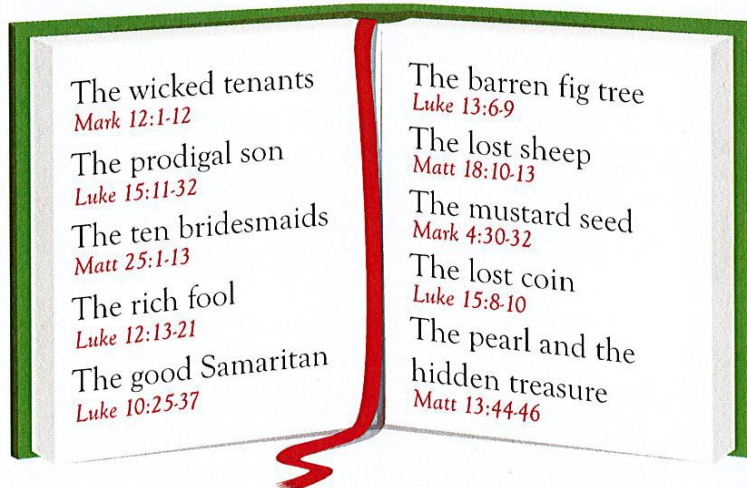 The wicked tenants
Mark 12:1-12
The prodigal son
Luke 15:11-32
The ten bridesmaids
Matt 25:1-13
The rich fool
Luke 12:13-21
The good Samaritan
Luke 10:25-37
The barren fig tree
Luke 13:6-9
The lost sheep
Matt 18:10-13
The mustard seed
Mark 4:30-32
The lost coin
Luke 15:8-10
The pearl and the
hidden treasure
Matt 13:44-46